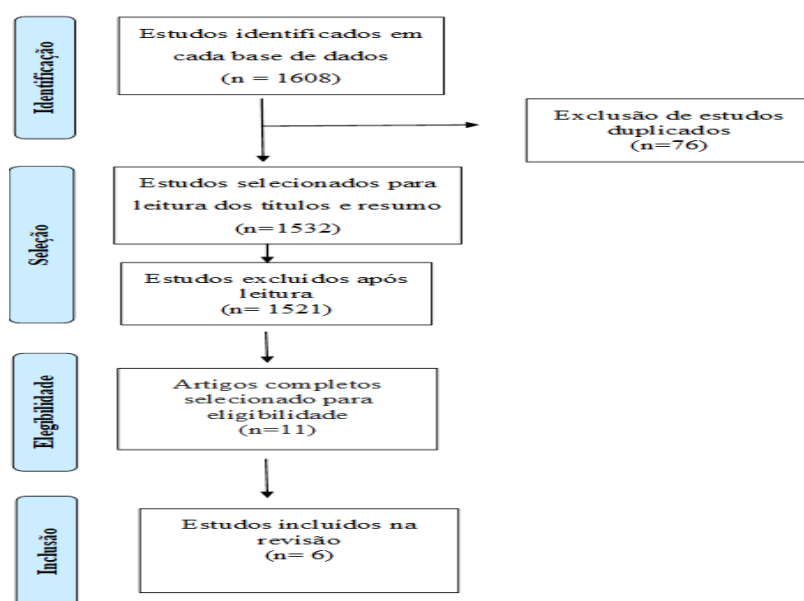 Identificação
Estudos identificados em
cada base de dados
(n = 1608)
Exclusão de estudos
duplicados
(n=76)
Seleção
Estudos selecionados para
leitura dos títulos e resumo
(n=1532)
Estudos excluídos após
leitura
(n= 1521)
Elegibilidade
Artigos completos
selecionado para
eligibilidade
(n=11)
Inclusão
Estudos incluidos na
revisão
(n= 6)